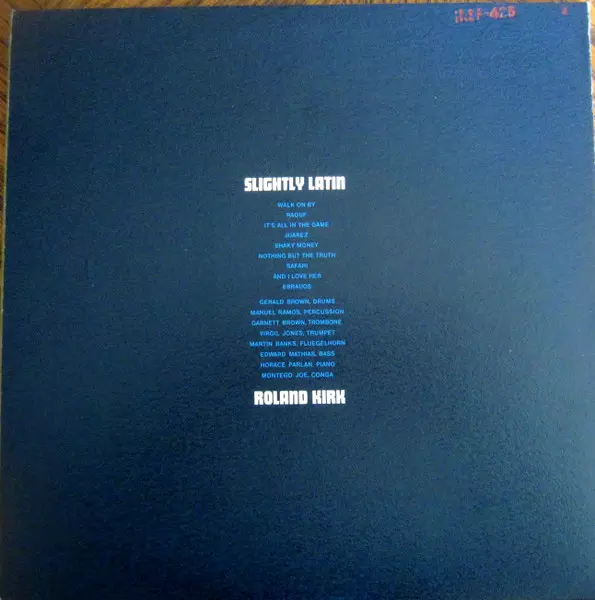 SLIGHTLY LATIN
WALK ON BY
RAOUF
IT'S ALL IN THE GAME
JUAREZ
SHAKY MONEY
NOTHING BUT THE TRUTH
SAFARI
AND I LOVE HER
EBRAUQS
GERALD BROWN, DRUMS
MANUEL RAMOS, PERCUSSION
GARNETT BROWN, TROMBONE
VIRGIL JONES, TRUMPET
MARTIN BANKS, FLUEGELHORN
EDWARD MATHIAS, BASS
HORACE PARLAN, PIANO
MONTEGO JOE, CONGA
ROLAND KIRK